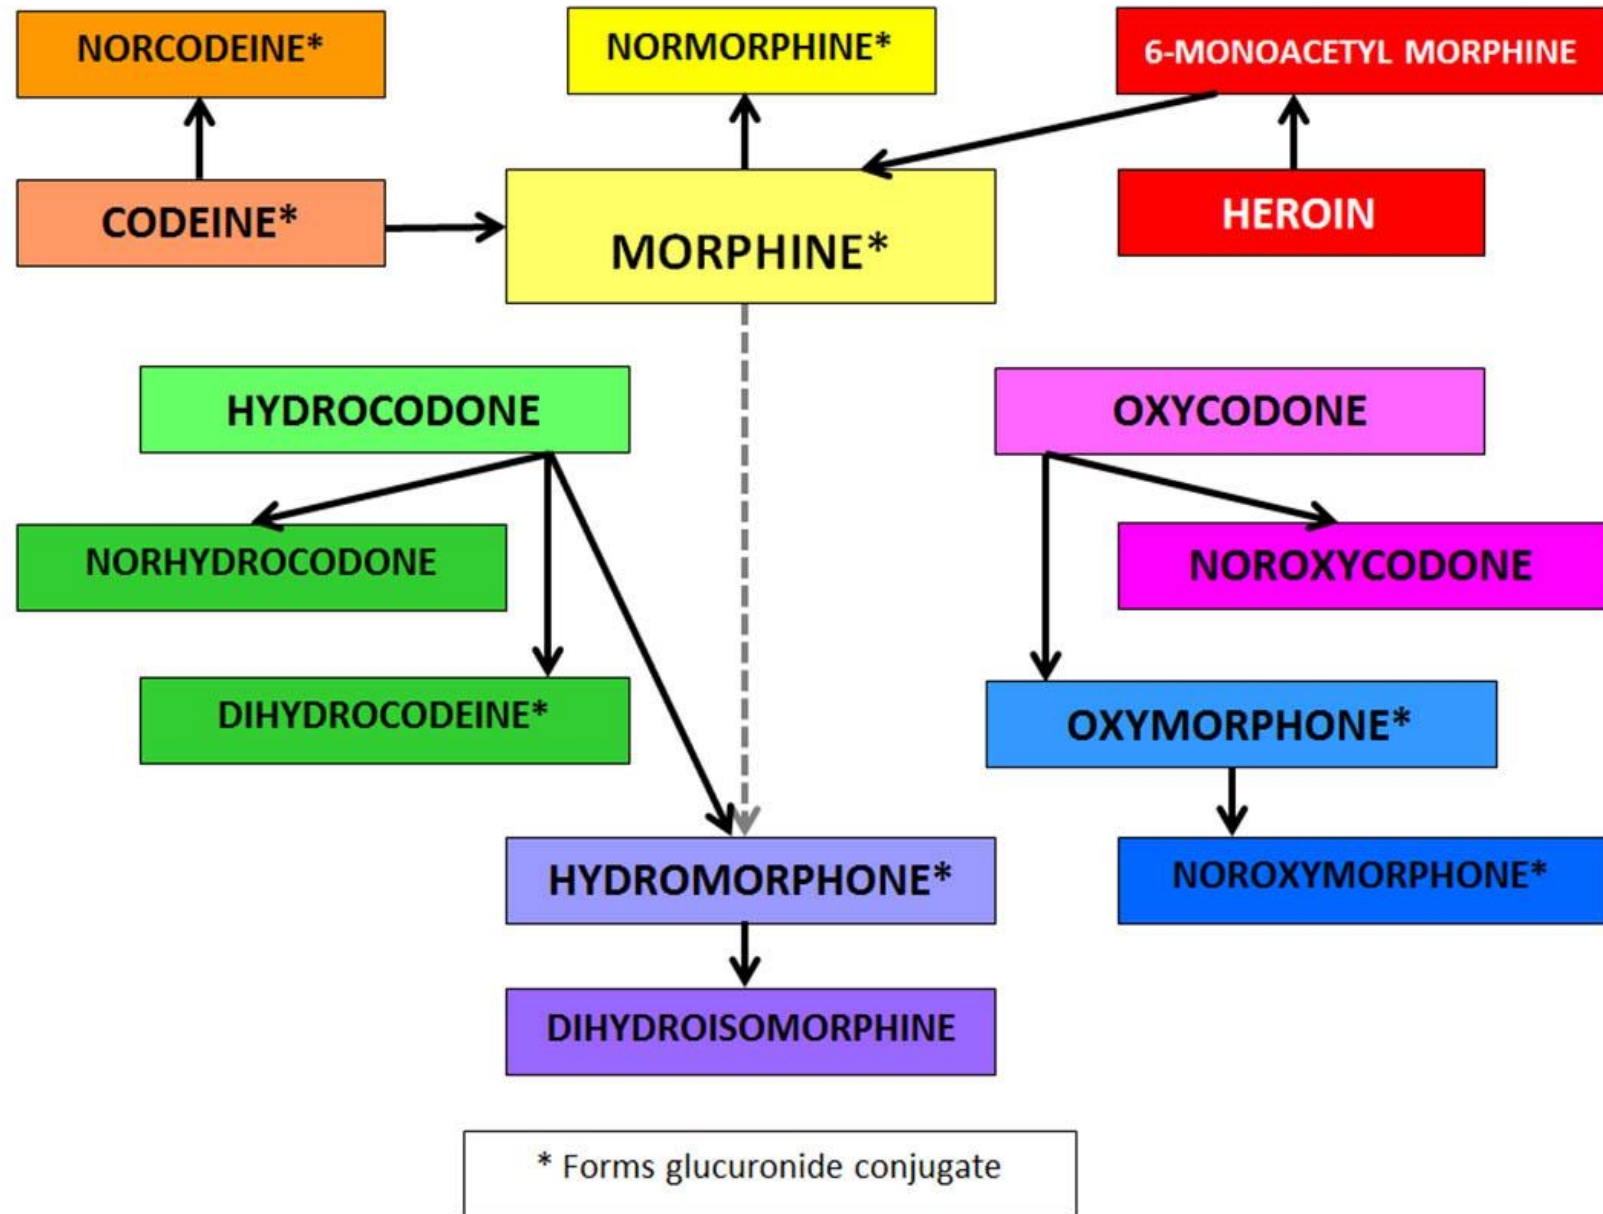 NORCODEINE*
NORMORPHINE*
6-MONOACETYL MORPHINE
CODEINE*
MORPHINE*
HEROIN
HYDROCODONE
OXYCODONE
NORHYDROCODONE
NOROXYCODONE
DIHYDROCODEINE*
OXYMORPHONE*
HYDROMORPHONE*
NOROXYMORPHONE*
DIHYDROISOMORPHINE
* Forms glucuronide conjugate